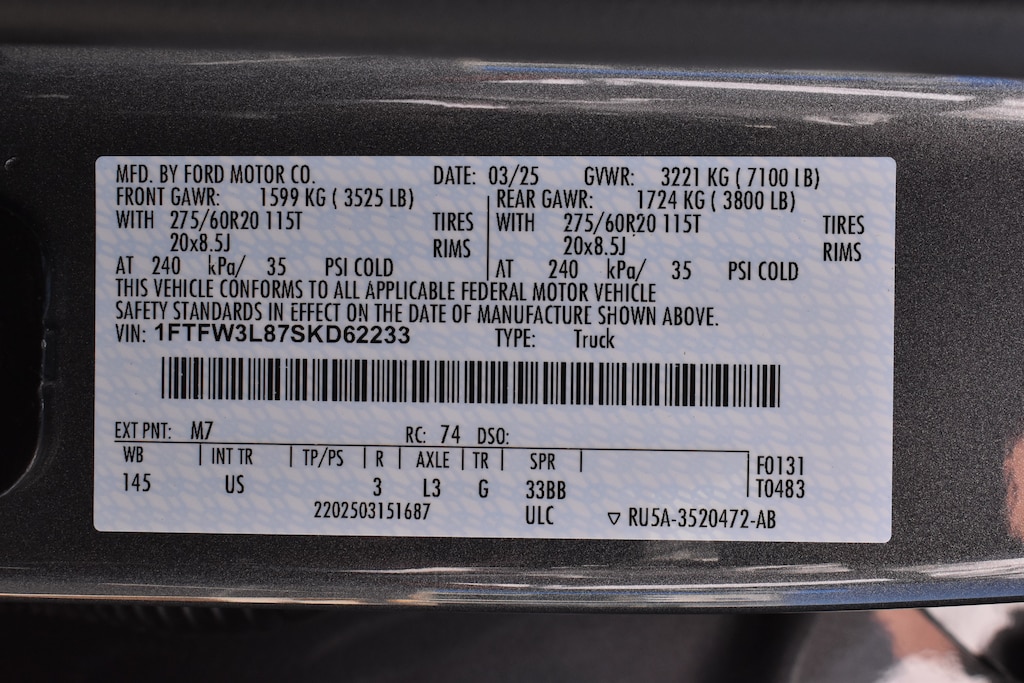 MFD. BY FORD MOTOR CO. DATE: 03/25 GVWR: 3221 KG ( 7100 LB)
FRONT GAWR: 1599 KG ( 3525 LB) REAR GAWR: 1724 KG ( 3800 LB)
WITH 275/60R20 115T TIRES WITH 275/60R20 115T TIRES
20x8.5J RIMS 20x8.5J RIMS
AT 240 kPa/ 35 PSI COLD AT 240 kPa/ 35 PSI COLD
THIS VEHICLE CONFORMS TO ALL APPLICABLE FEDERAL MOTOR VEHICLE
SAFETY STANDARDS IN EFFECT ON THE DATE OF MANUFACTURE SHOWN ABOVE.
VIN: 1FTFW3L87SKD62233 TYPE: Truck
EXT PNT: M7 RC: 74 DSO:
WB INT TR TP/PS R AXLE TR SPR F0131
145 US 3 L3 G 33BB T0483
2202503151687 ULC ▽ RU5A-3520472-AB